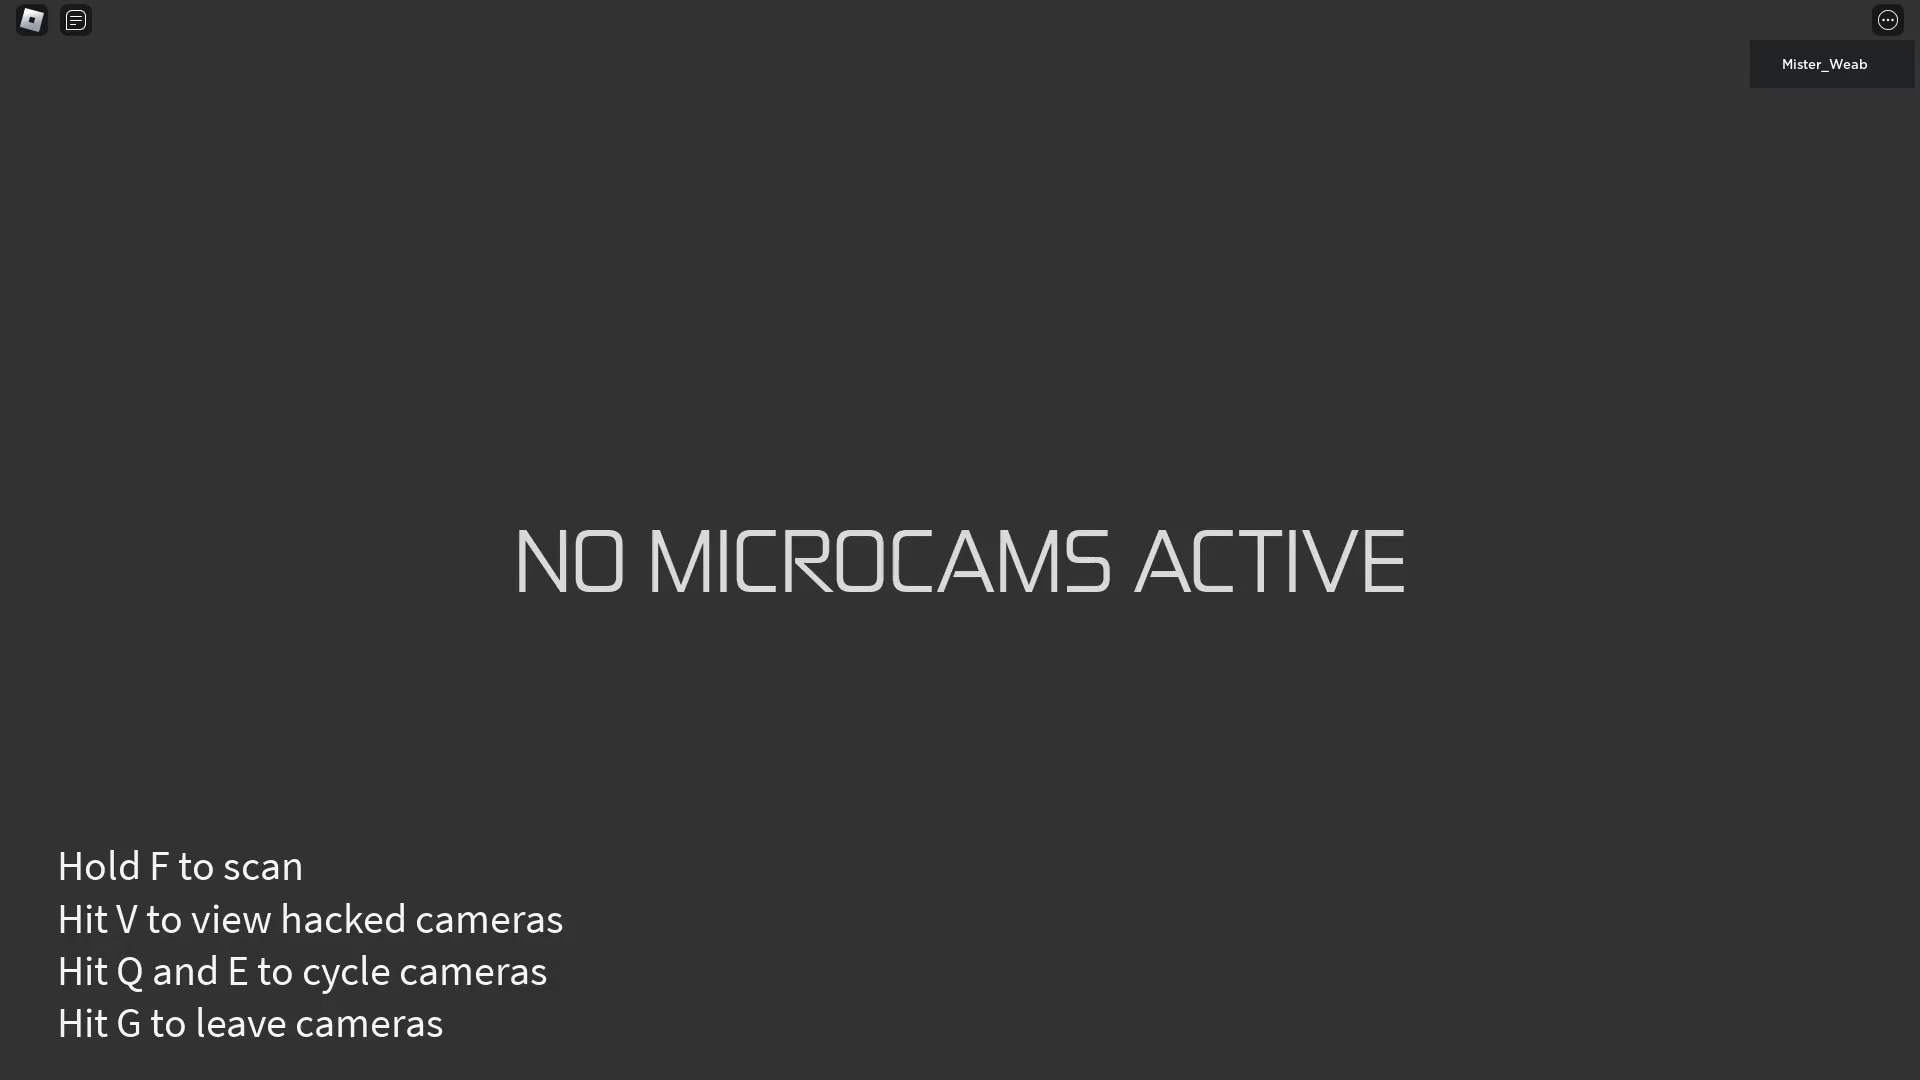 Mister_Weab
NO MICROCAMS ACTIVE
Hold F to scan
Hit V to view hacked cameras
Hit Q and E to cycle cameras
Hit G to leave cameras